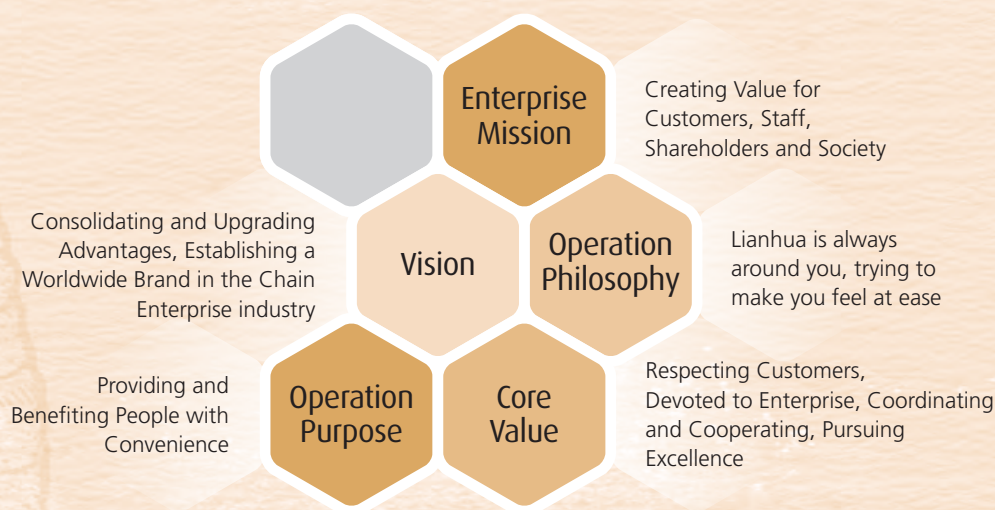 Enterprise
Mission
Creating Value for
Customers, Staff,
Shareholders and Society
Consolidating and Upgrading
Advantages, Establishing a
Worldwide Brand in the Chain
Enterprise industry
Vision
Operation
Philosophy
Lianhua is always
around you, trying to
make you feel at ease
Providing and
Benefiting People with
Convenience
Operation
Purpose
Core
Value
Respecting Customers,
Devoted to Enterprise, Coordinating
and Cooperating, Pursuing
Excellence